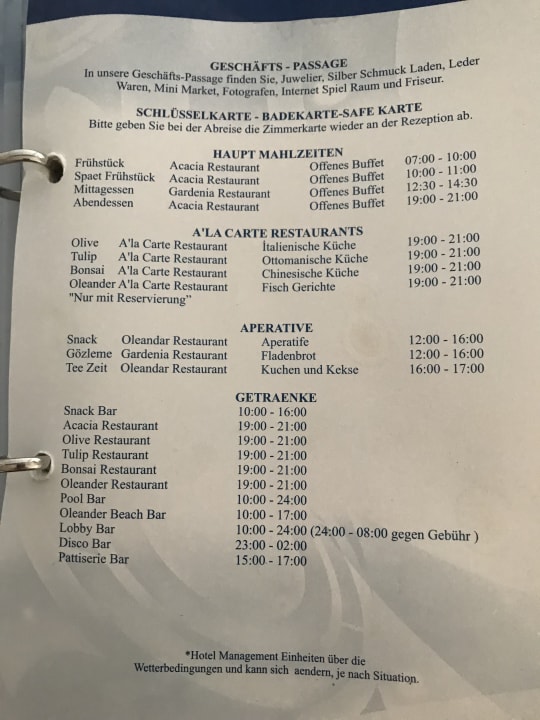 GESCHÄFTS - PASSAGE
In unsere Geschäfts-Passage finden Sie, Juwelier, Silber Schmuck Laden, Leder
Waren, Mini Market, Fotografen, Internet Spiel Raum und Friseur.
SCHLÜSSELKARTE - BADEKARTE-SAFE KARTE
Bitte geben Sie bei der Abreise die Zimmerkarte wieder an der Rezeption ab.
HAUPT MAHLZEITEN
Frühstück Acacia Restaurant Offenes Buffet 07:00 - 10:00
Spaet Frühstück Acacia Restaurant Offenes Buffet 10:00 - 11:00
Mittagessen Gardenia Restaurant Offenes Buffet 12:30 - 14:30
Abendessen Acacia Restaurant Offenes Buffet 19:00 - 21:00
A'LA CARTE RESTAURANTS
Olive A'la Carte Restaurant İtalienische Küche 19:00 - 21:00
Tulip A'la Carte Restaurant Ottomanische Küche 19:00 - 21:00
Bonsai A'la Carte Restaurant Chinesische Küche 19:00 - 21:00
Oleander A'la Carte Restaurant Fisch Gerichte 19:00 - 21:00
"Nur mit Reservierung”
APERATIVE
Snack Oleandar Restaurant Aperatife 12:00 - 16:00
Gözleme Gardenia Restaurant Fladenbrot 12:00 - 16:00
Tee Zeit Oleandar Restaurant Kuchen und Kekse 16:00 - 17:00
GETRAENKE
Snack Bar 10:00 - 16:00
Acacia Restaurant 19:00 - 21:00
Olive Restaurant 19:00 - 21:00
Tulip Restaurant 19:00 - 21:00
Bonsai Restaurant 19:00 - 21:00
Oleander Restaurant 19:00 - 21:00
Pool Bar 10:00 - 24:00
Oleander Beach Bar 10:00 - 17:00
Lobby Bar 10:00 - 24:00 (24:00 - 08:00 gegen Gebühr )
Disco Bar 23:00 - 02:00
Pattiserie Bar 15:00 - 17:00
*Hotel Management Einheiten über die
Wetterbedingungen und kann sich aendern, je nach Situation.